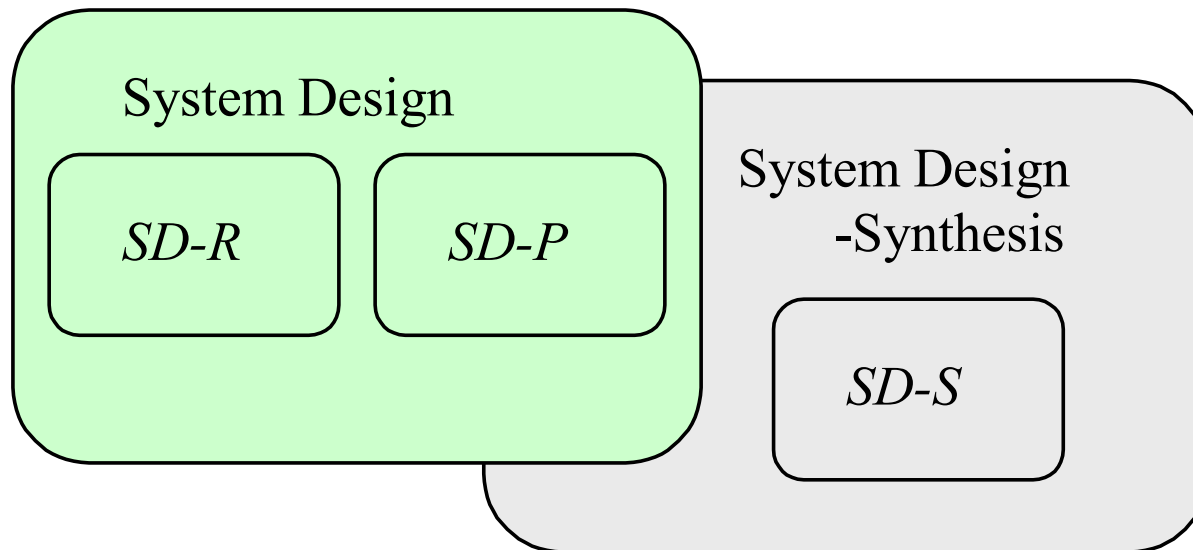 System Design
SD-R
SD-P
System Design
-Synthesis
SD-S